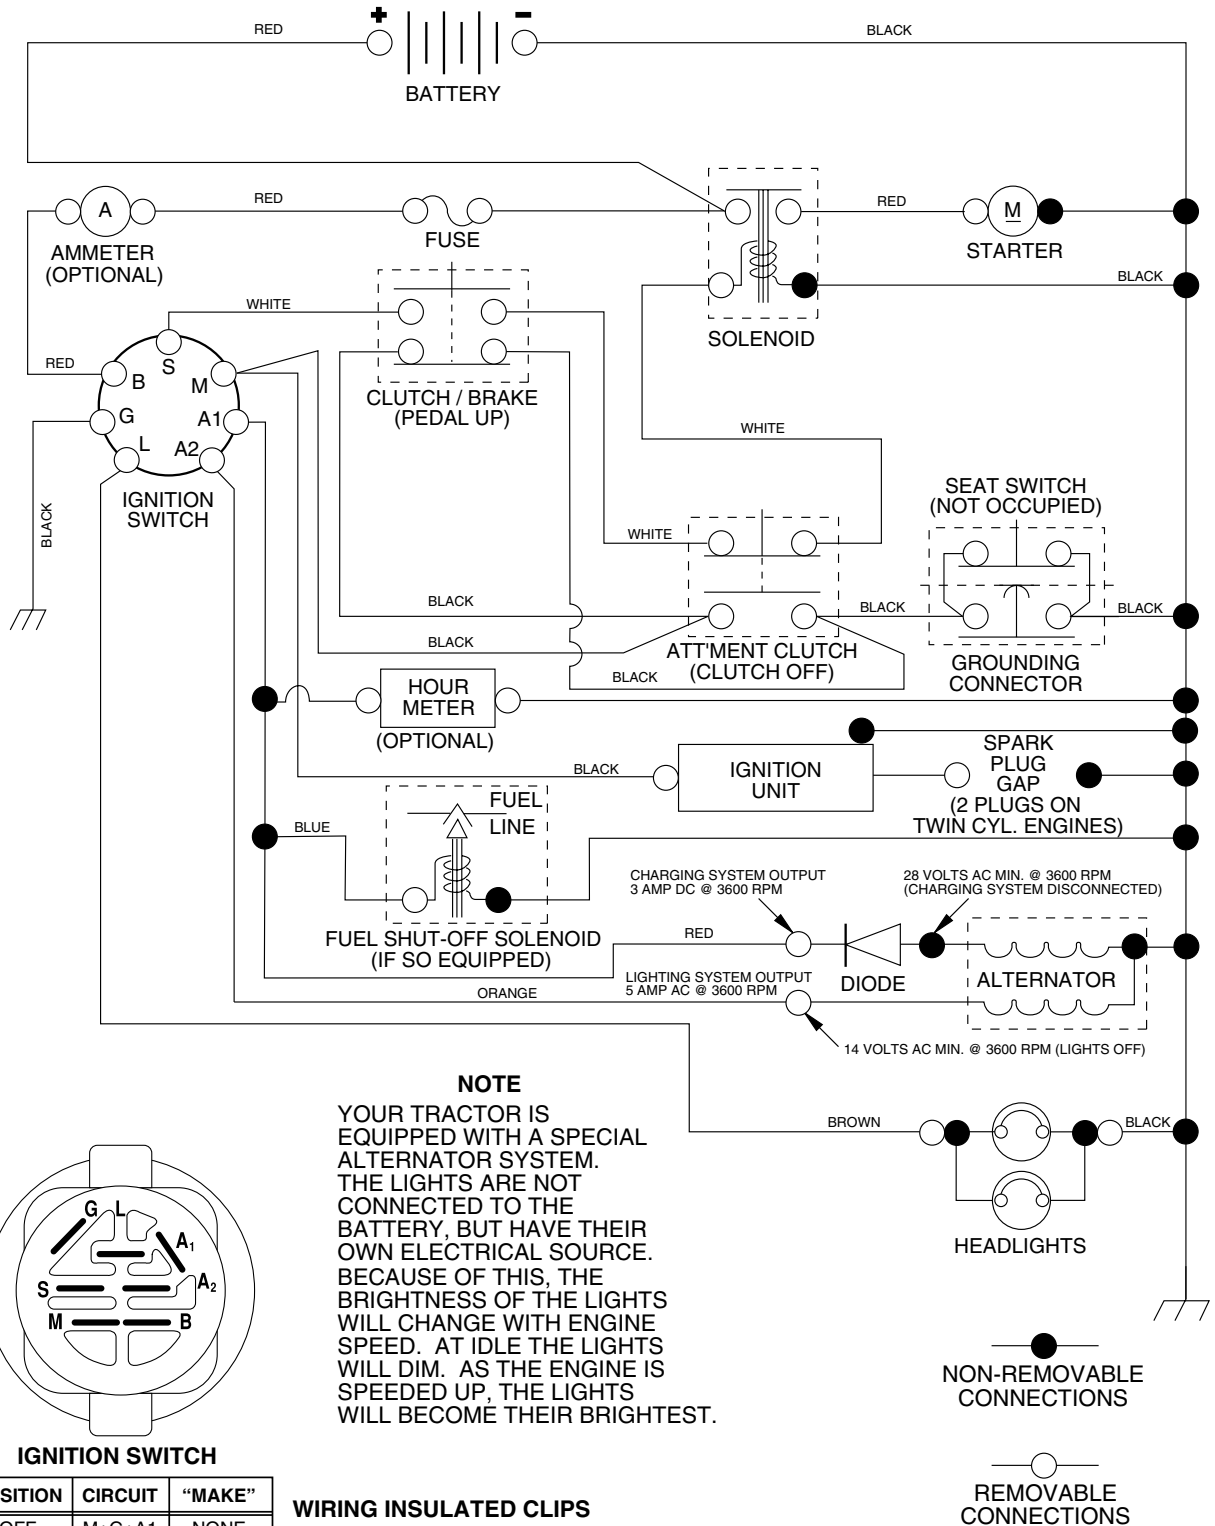 + −
RED
BLACK
BATTERY
A
RED
RED
M
AMMETER
(OPTIONAL)
FUSE
STARTER
BLACK
WHITE
SOLENOID
RED
S
B
M
G
A1
L
A2
CLUTCH / BRAKE
(PEDAL UP)
WHITE
IGNITION
SWITCH
BLACK
SEAT SWITCH
(NOT OCCUPIED)
WHITE
BLACK
BLACK
BLACK
BLACK
ATT'MENT CLUTCH
(CLUTCH OFF)
BLACK
GROUNDING
CONNECTOR
HOUR
METER
(OPTIONAL)
BLACK
IGNITION
UNIT
SPARK
PLUG
GAP
(2 PLUGS ON
TWIN CYL. ENGINES)
FUEL
LINE
BLUE
CHARGING SYSTEM OUTPUT
3 AMP DC @ 3600 RPM
28 VOLTS AC MIN. @ 3600 RPM
(CHARGING SYSTEM DISCONNECTED)
FUEL SHUT-OFF SOLENOID
(IF SO EQUIPPED)
RED
DIODE
ALTERNATOR
LIGHTING SYSTEM OUTPUT
5 AMP AC @ 3600 RPM
ORANGE
14 VOLTS AC MIN. @ 3600 RPM (LIGHTS OFF)
NOTE
YOUR TRACTOR IS
EQUIPPED WITH A SPECIAL
ALTERNATOR SYSTEM.
THE LIGHTS ARE NOT
CONNECTED TO THE
BATTERY, BUT HAVE THEIR
OWN ELECTRICAL SOURCE.
BECAUSE OF THIS, THE
BRIGHTNESS OF THE LIGHTS
WILL CHANGE WITH ENGINE
SPEED. AT IDLE THE LIGHTS
WILL DIM. AS THE ENGINE IS
SPEEDED UP, THE LIGHTS
WILL BECOME THEIR BRIGHTEST.
BROWN
BLACK
HEADLIGHTS
G L
A1
S
A2
M
B
IGNITION SWITCH
NON-REMOVABLE
CONNECTIONS
REMOVABLE
CONNECTIONS
SITION CIRCUIT “MAKE”
WIRING INSULATED CLIPS
OFF M+G+A1 NONE